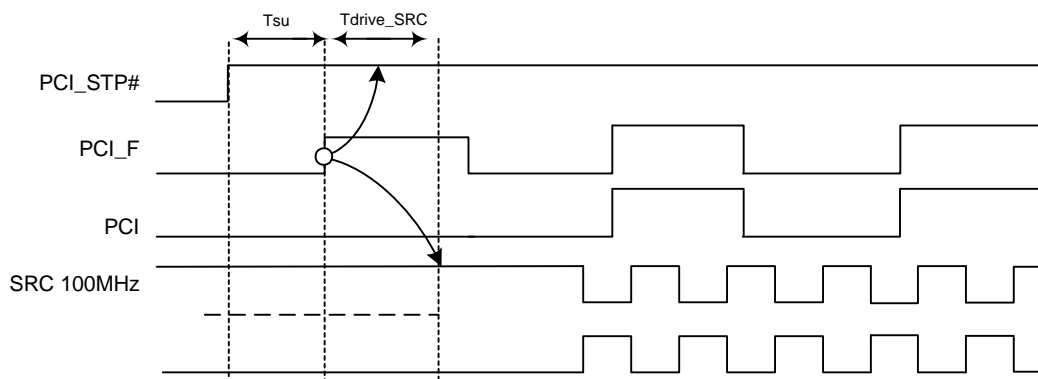 Tsu Tdrive_SRC
PCI_STP#
PCI_F
PCI
SRC 100MHz